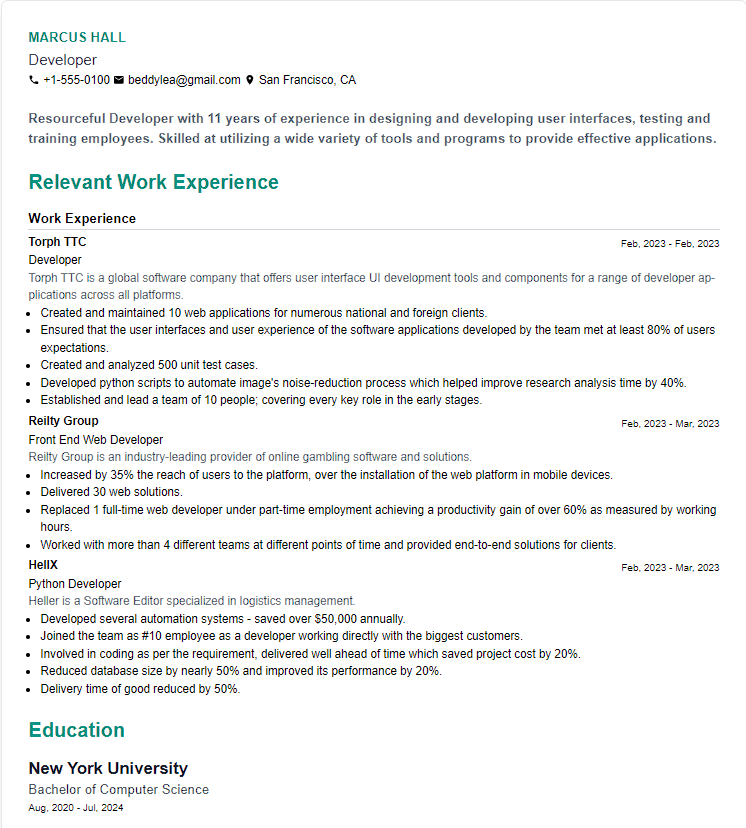 MARCUS HALL
Developer
+1-555-0100 beddylea@gmail.com San Francisco, CA
Resourceful Developer with 11 years of experience in designing and developing user interfaces, testing and
training employees. Skilled at utilizing a wide variety of tools and programs to provide effective applications.
Relevant Work Experience
Work Experience
Torph TTC Feb, 2023 - Feb, 2023
Developer
Torph TTC is a global software company that offers user interface UI development tools and components for a range of developer ap-
plications across all platforms.
• Created and maintained 10 web applications for numerous national and foreign clients.
• Ensured that the user interfaces and user experience of the software applications developed by the team met at least 80% of users
expectations.
• Created and analyzed 500 unit test cases.
• Developed python scripts to automate image's noise-reduction process which helped improve research analysis time by 40%.
• Established and lead a team of 10 people; covering every key role in the early stages.
Reilty Group Feb, 2023 - Mar, 2023
Front End Web Developer
Reilty Group is an industry-leading provider of online gambling software and solutions.
• Increased by 35% the reach of users to the platform, over the installation of the web platform in mobile devices.
• Delivered 30 web solutions.
• Replaced 1 full-time web developer under part-time employment achieving a productivity gain of over 60% as measured by working
hours.
• Worked with more than 4 different teams at different points of time and provided end-to-end solutions for clients.
HellX Feb, 2023 - Mar, 2023
Python Developer
Heller is a Software Editor specialized in logistics management.
• Developed several automation systems - saved over $50,000 annually.
• Joined the team as #10 employee as a developer working directly with the biggest customers.
• Involved in coding as per the requirement, delivered well ahead of time which saved project cost by 20%.
• Reduced database size by nearly 50% and improved its performance by 20%.
• Delivery time of good reduced by 50%.
Education
New York University
Bachelor of Computer Science
Aug, 2020 - Jul, 2024